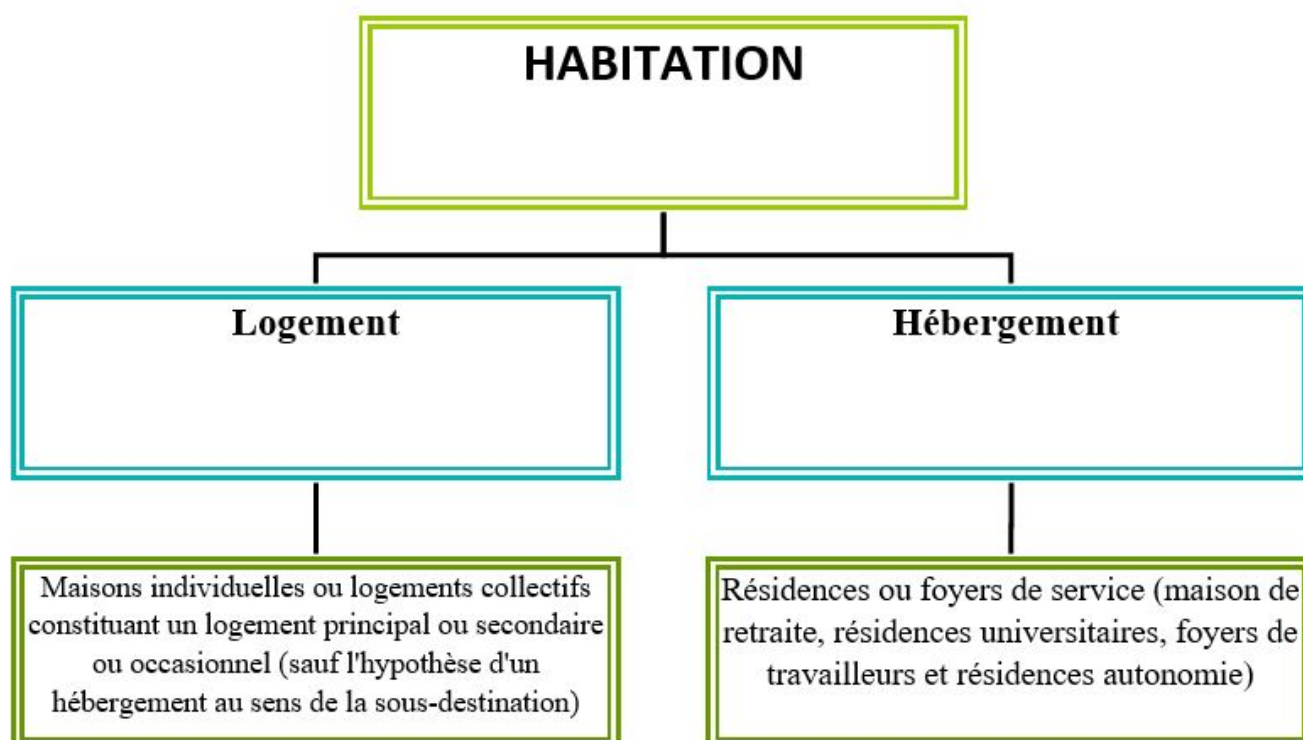 HABITATION
Logement
Hébergement
Maisons individuelles ou logements collectifs
constituant un logement principal ou secondaire
ou occasionnel (sauf l'hypothèse d'un
hébergement au sens de la sous-destination)
Résidences ou foyers de service (maison de
retraite, résidences universitaires, foyers de
travailleurs et résidences autonomie)